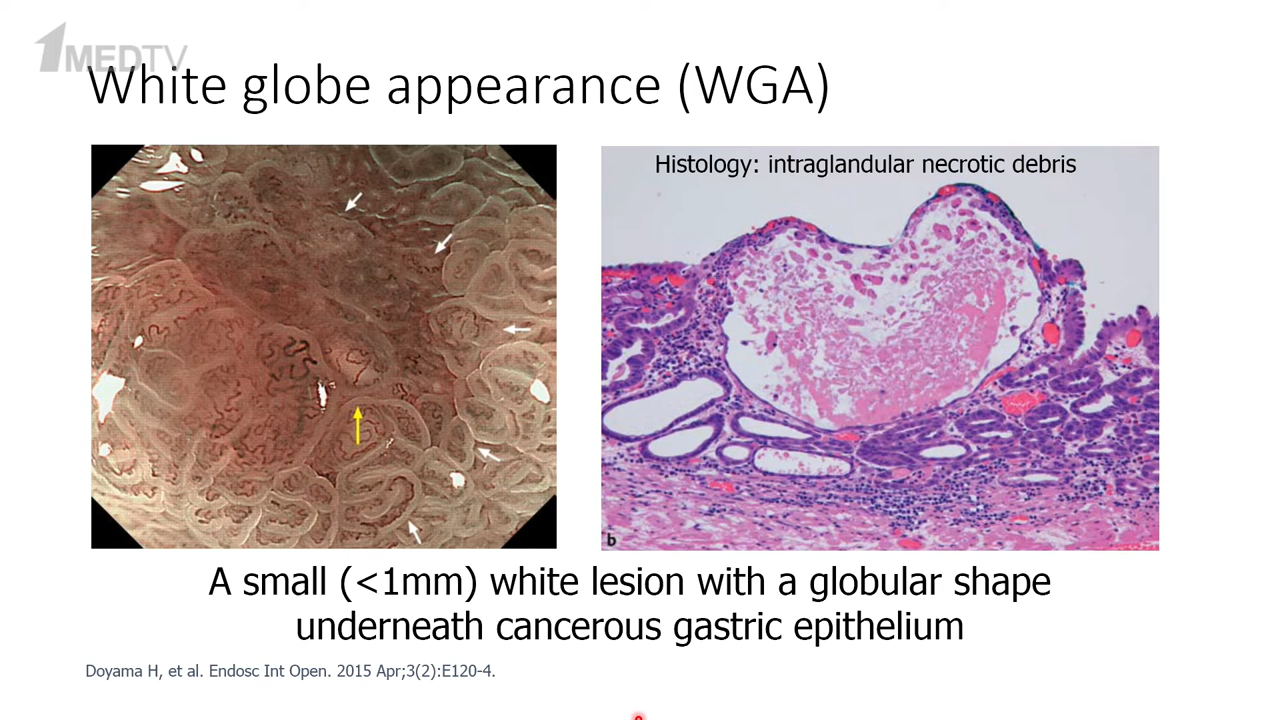 1MEDTV
White globe appearance (WGA)
Histology: intraglandular necrotic debris
b
A small (<1mm) white lesion with a globular shape
underneath cancerous gastric epithelium
Doyama H, et al. Endosc Int Open. 2015 Apr;3(2):E120-4.